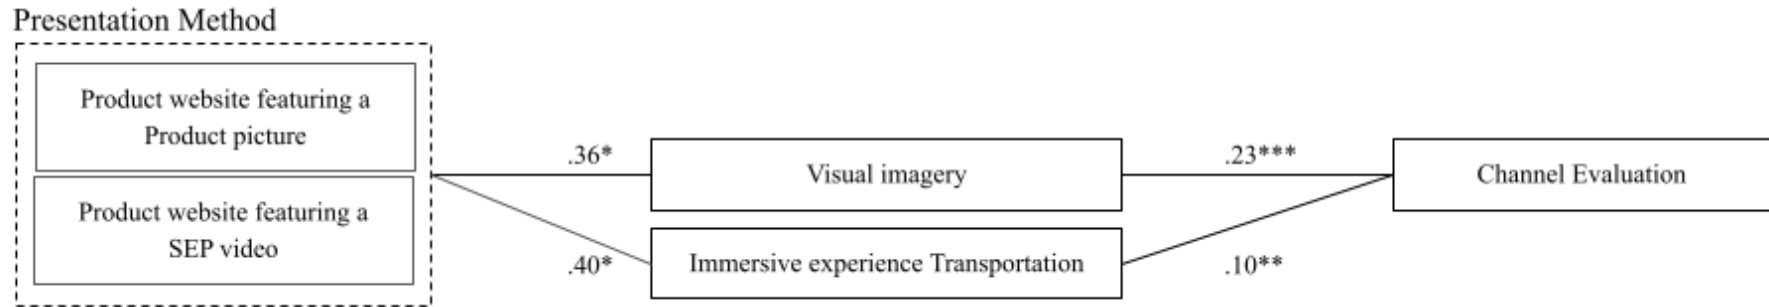 Presentation Method
Product website featuring a
Product picture
Product website featuring a
SEP video
.36*
.40*
Visual imagery
Immersive experience Transportation
.23***
.10**
Channel Evaluation